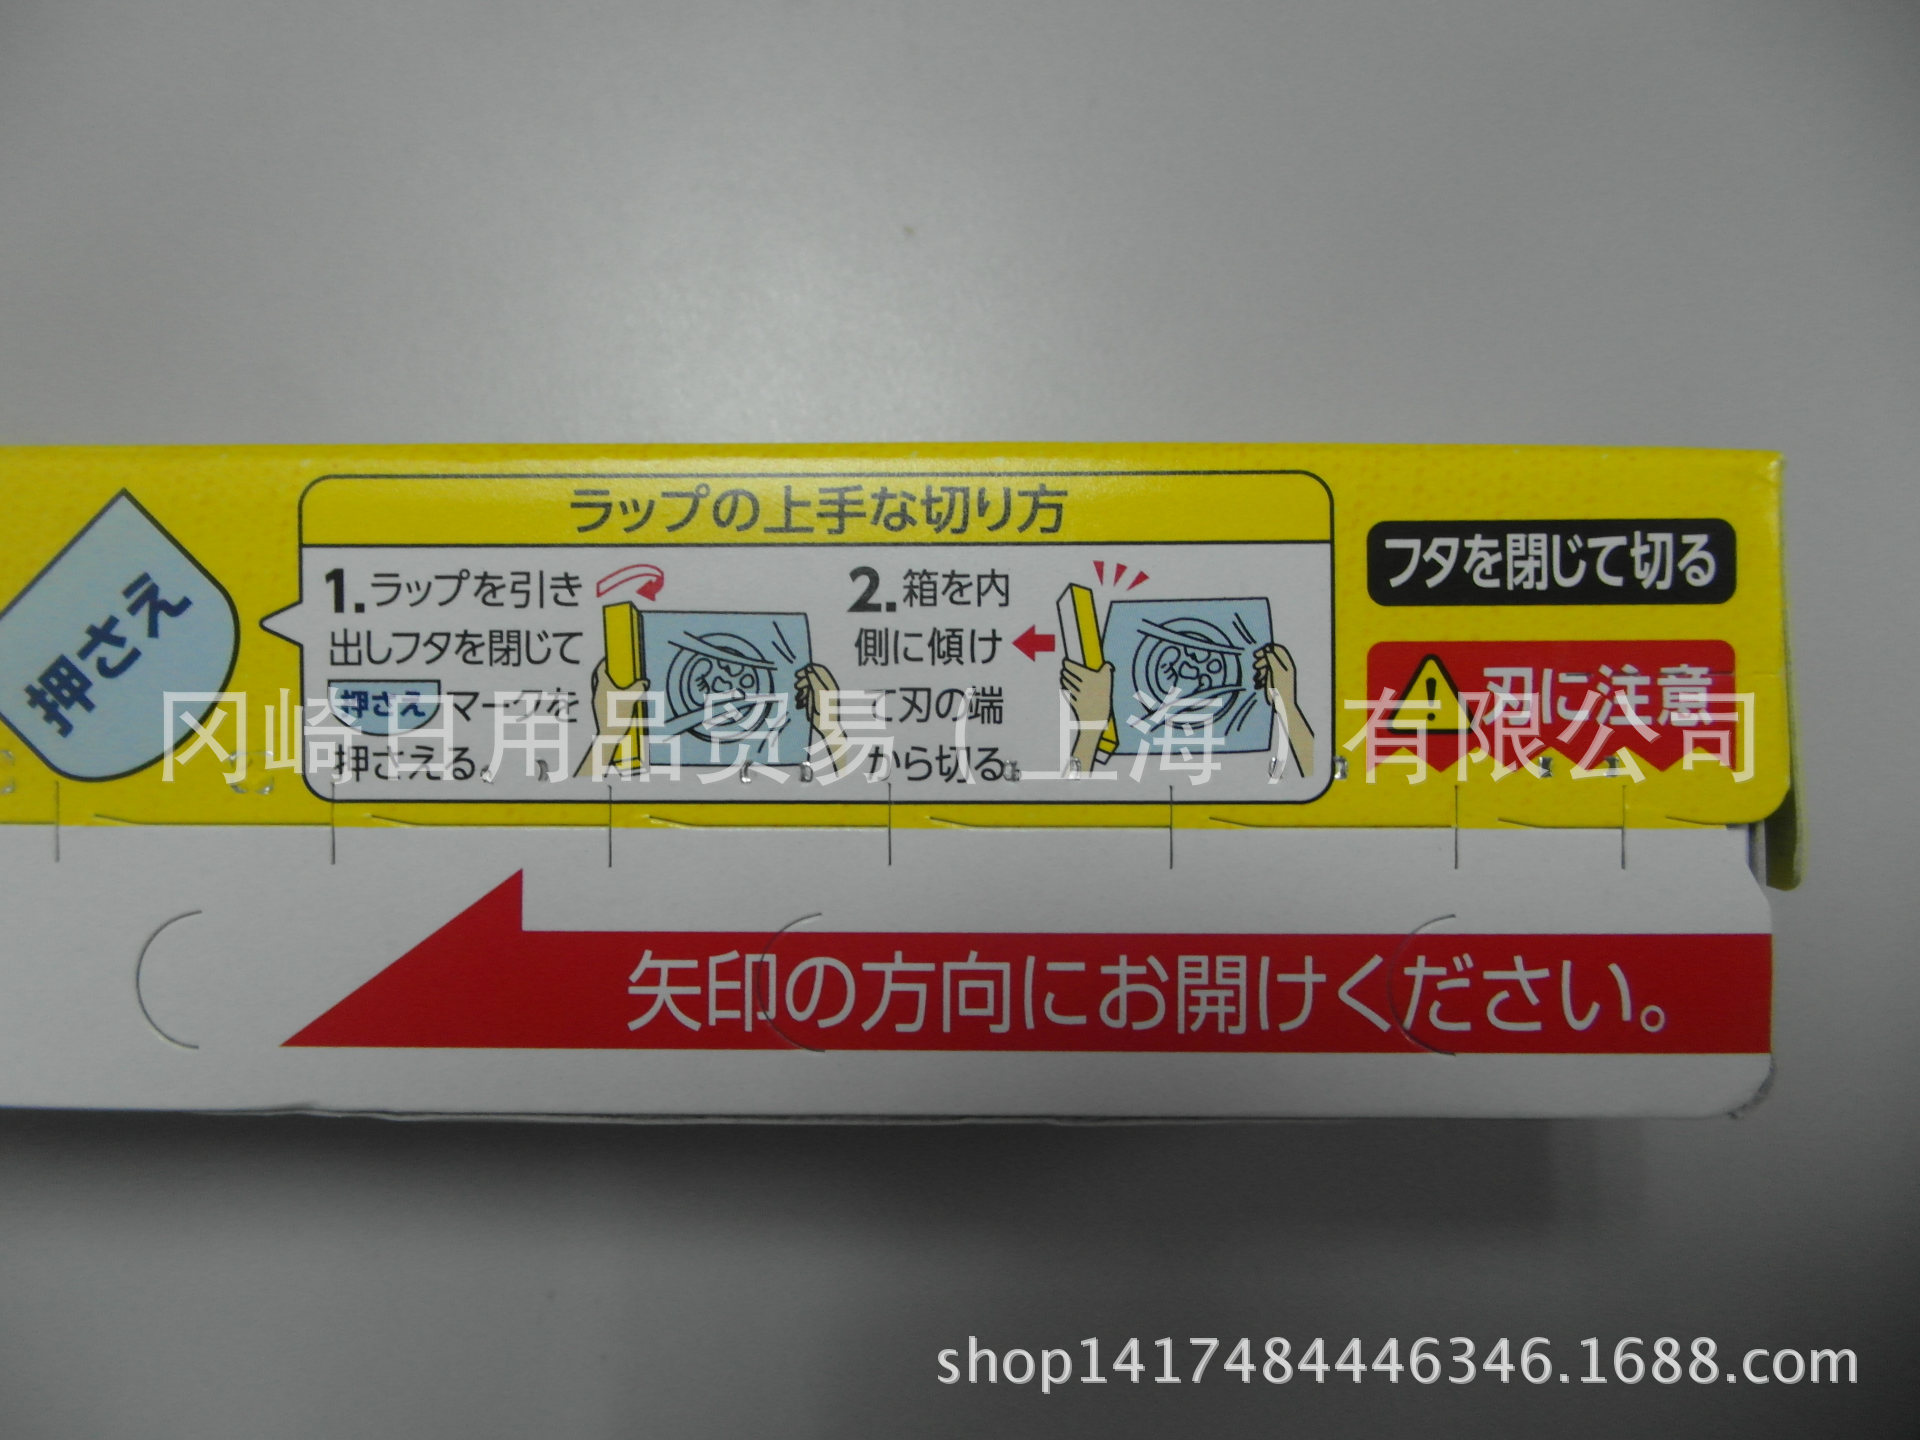 ラップの上手な切り方
押さえ
1.ラップを引き
出しフタを閉じて
押さえ マークを
押さえる。
2.箱を内
側に傾け
て刃の端
から切る。
フタを閉じて切る
刃に注意
冈崎日用品贸易（上海）有限公司
矢印の方向にお開けください。
shop1417484446346.1688.com